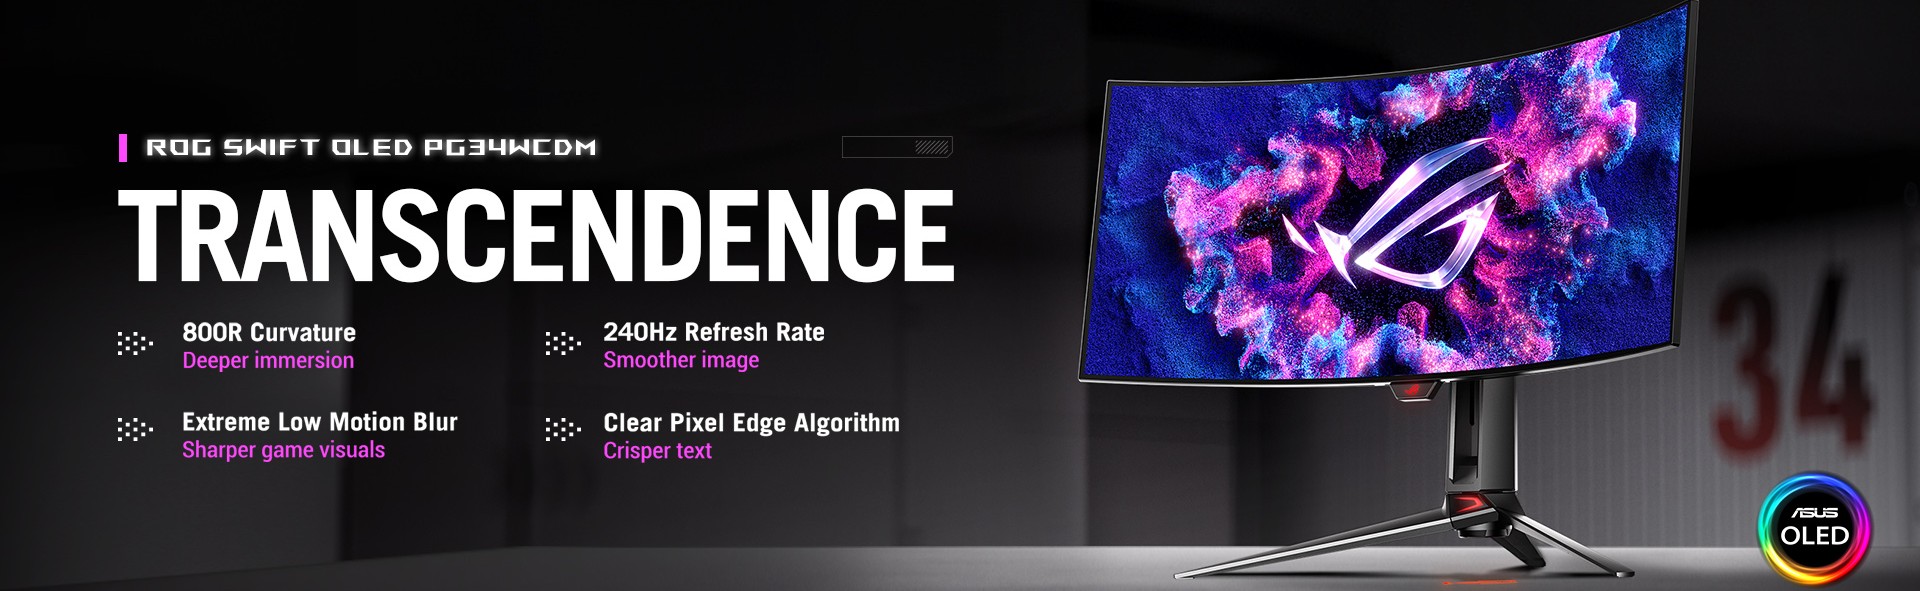 ROG SWIFT OLED PG34WCDM
TRANSCENDENCE
800R Curvature
Deeper immersion
240Hz Refresh Rate
Smoother image
Extreme Low Motion Blur
Sharper game visuals
Clear Pixel Edge Algorithm
Crisper text
34
ASUS
OLED